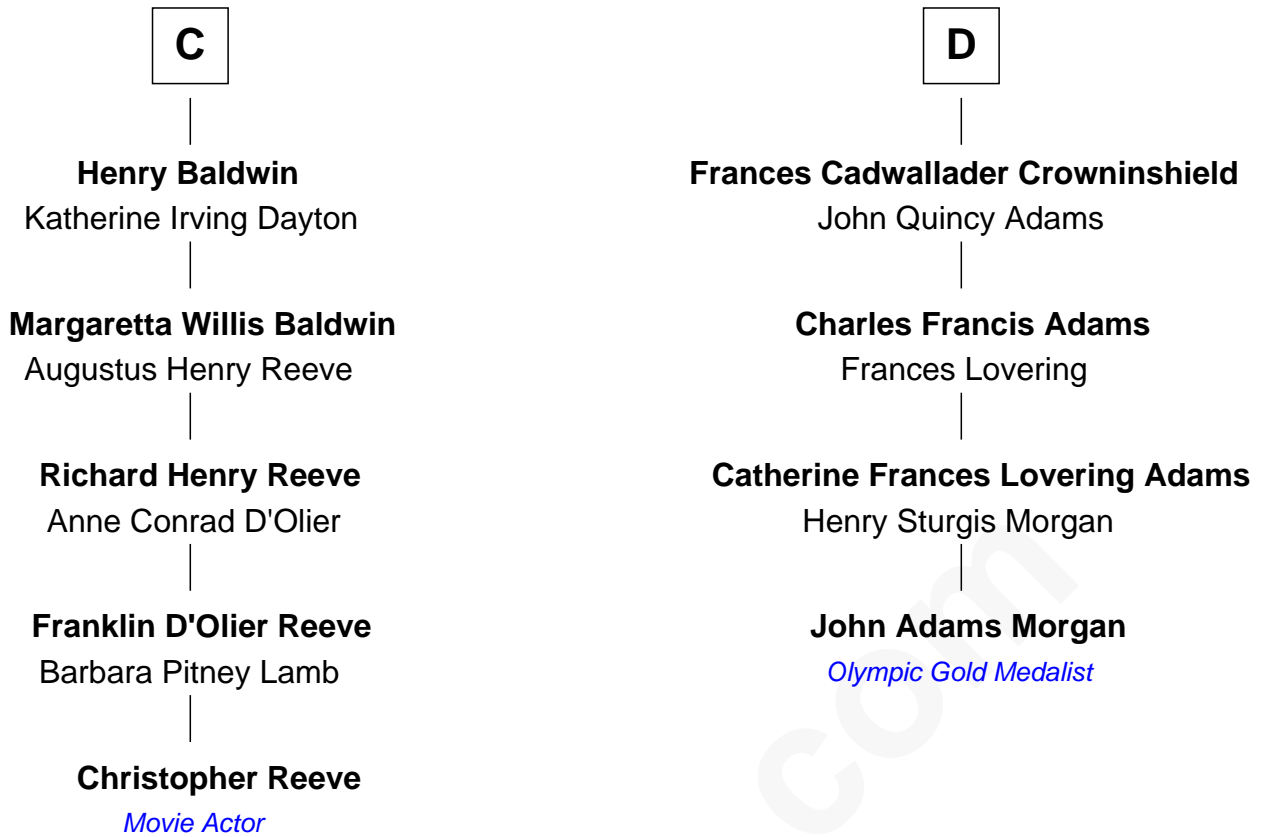 C
Henry Baldwin
Katherine Irving Dayton
Margaretta Willis Baldwin
Augustus Henry Reeve
Richard Henry Reeve
Anne Conrad D'Olier
Franklin D'Olier Reeve
Barbara Pitney Lamb
Christopher Reeve
Movie Actor
D
Frances Cadwallader Crowninshield
John Quincy Adams
Charles Francis Adams
Frances Lovering
Catherine Frances Lovering Adams
Henry Sturgis Morgan
John Adams Morgan
Olympic Gold Medalist
com